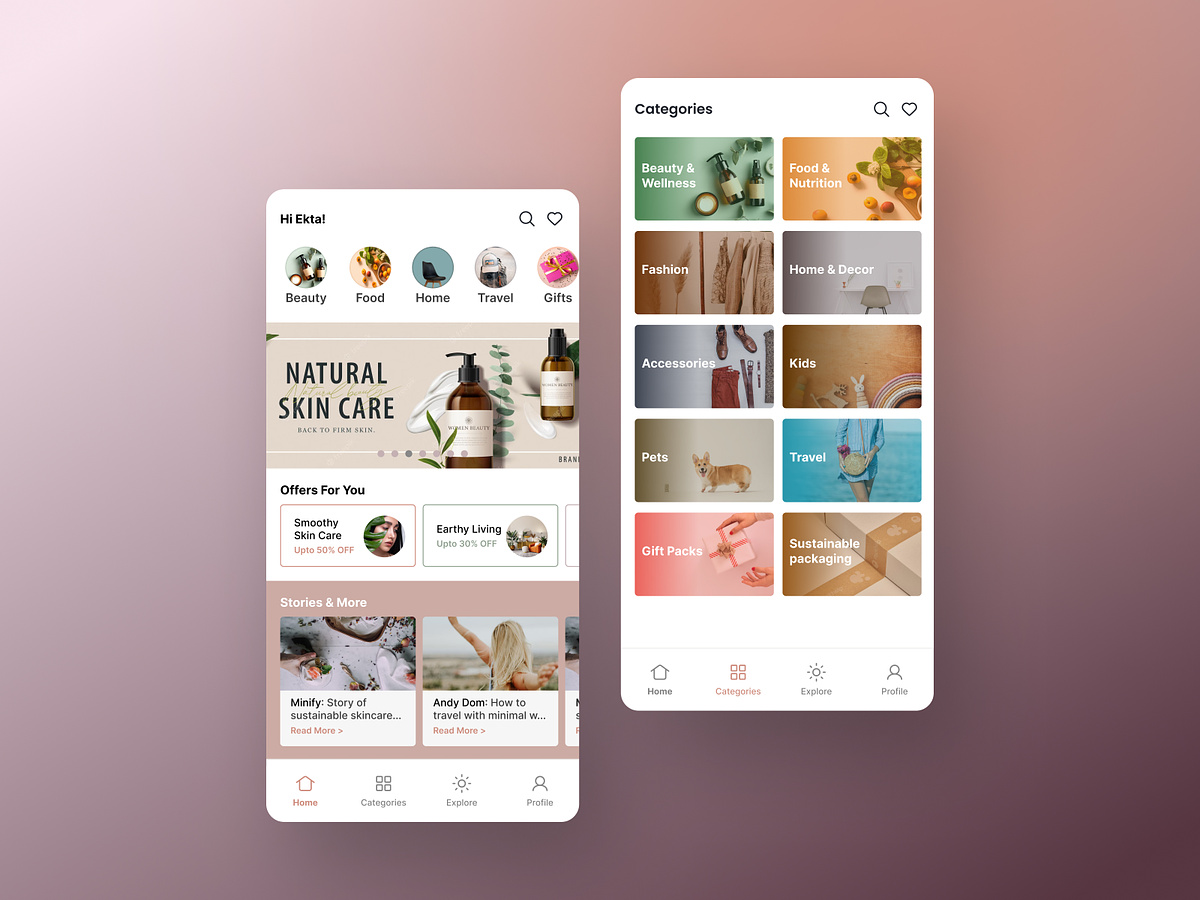 Hi Ekta!
Beauty
Food
Home
Travel
Gifts
NATURAL
Natural beauty
SKIN CARE
BACK TO FIRM SKIN.
WOMEN BEAUTY
WOMEN BEAUTY
BRAN
Offers For You
Smoothy
Skin Care
Upto 50% OFF
Earthy Living
Upto 30% OFF
Stories & More
Minify: Story of
sustainable skincare...
Read More >
Andy Dom: How to
travel with minimal w...
Read More >
Home
Categories
Explore
Profile
Categories
Beauty &
Wellness
Food &
Nutrition
Fashion
Home & Decor
Accessories
Kids
Pets
Travel
Gift Packs
Sustainable
packaging
Home
Categories
Explore
Profile